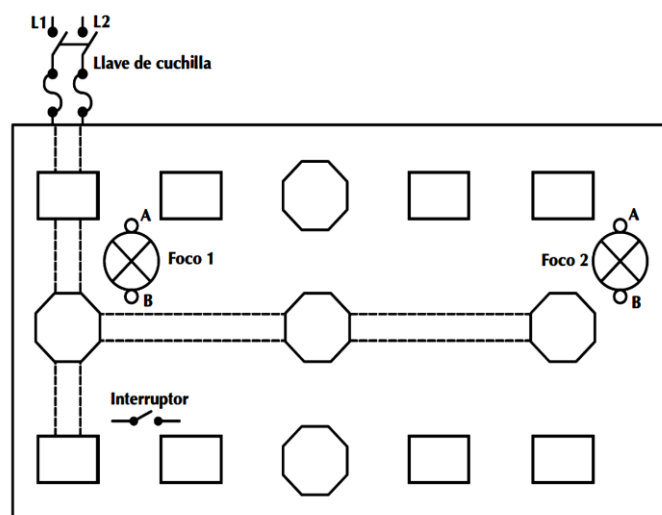 L1 L2
Llave de cuchilla
A A
Foco 1 Foco 2
B B
Interruptor